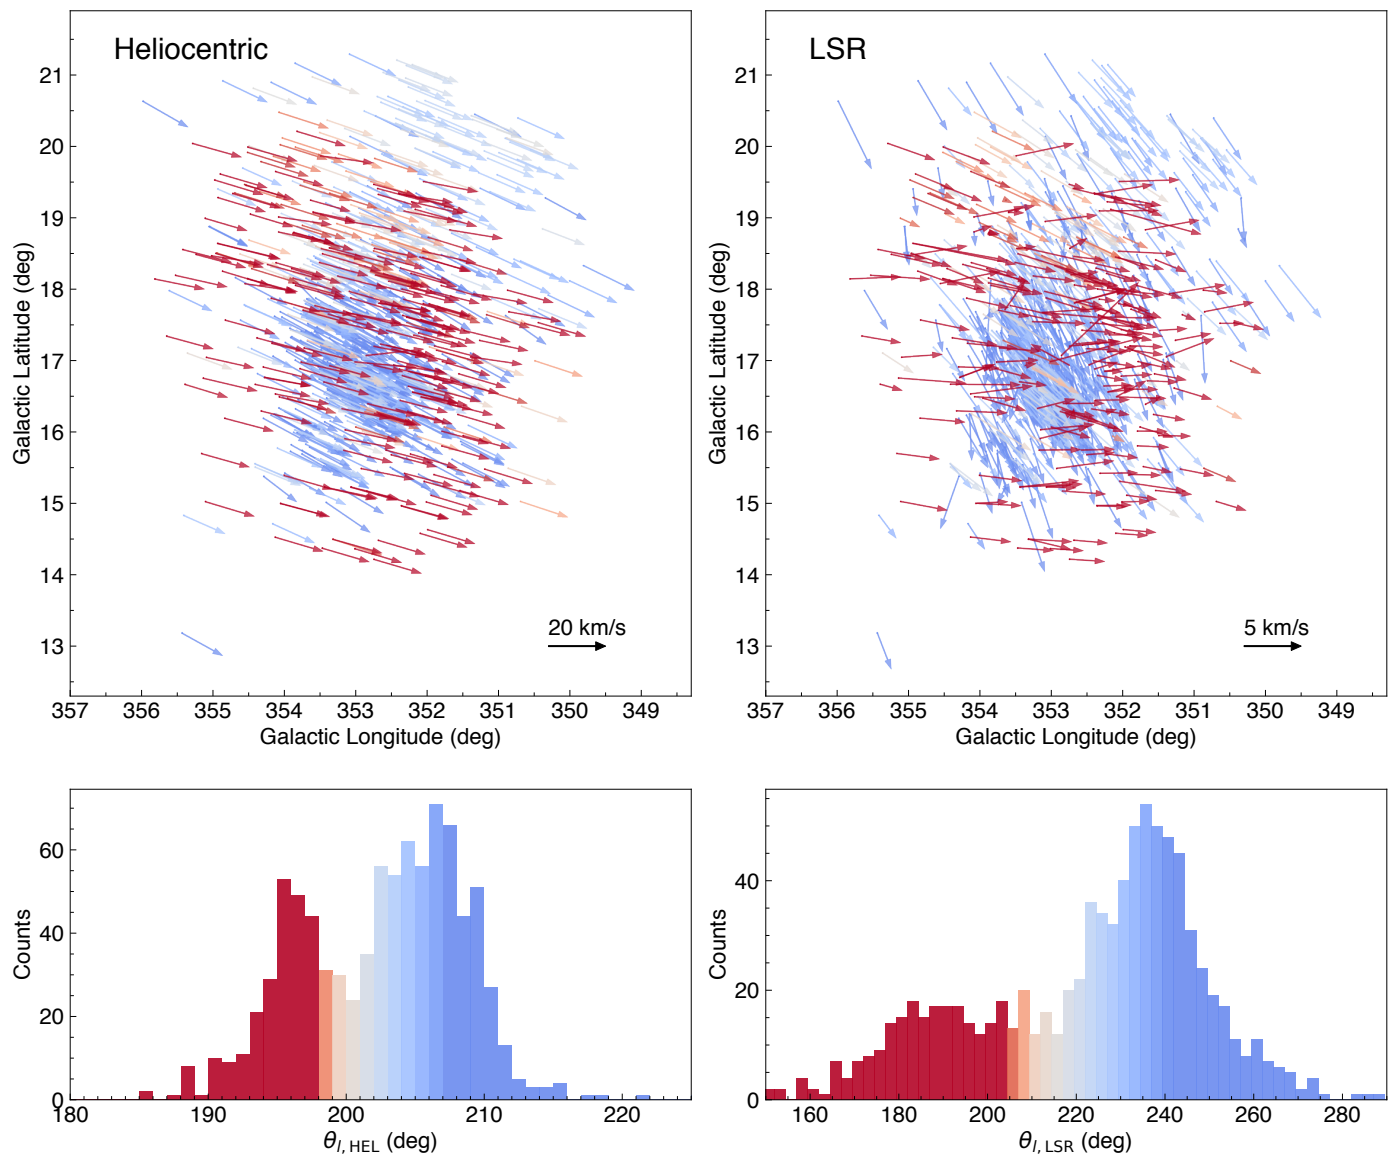 Heliocentric
21
20
19
18
17
16
15
14
13
Galactic Latitude (deg)
20 km/s
357 356 355 354 353 352 351 350 349
Galactic Longitude (deg)
LSR
21
20
19
18
17
16
15
14
13
Galactic Latitude (deg)
5 km/s
357 356 355 354 353 352 351 350 349
Galactic Longitude (deg)
60
40
20
0
Counts
180 190 200 210 220
θl, HEL (deg)
40
20
0
Counts
160 180 200 220 240 260 280
θl, LSR (deg)